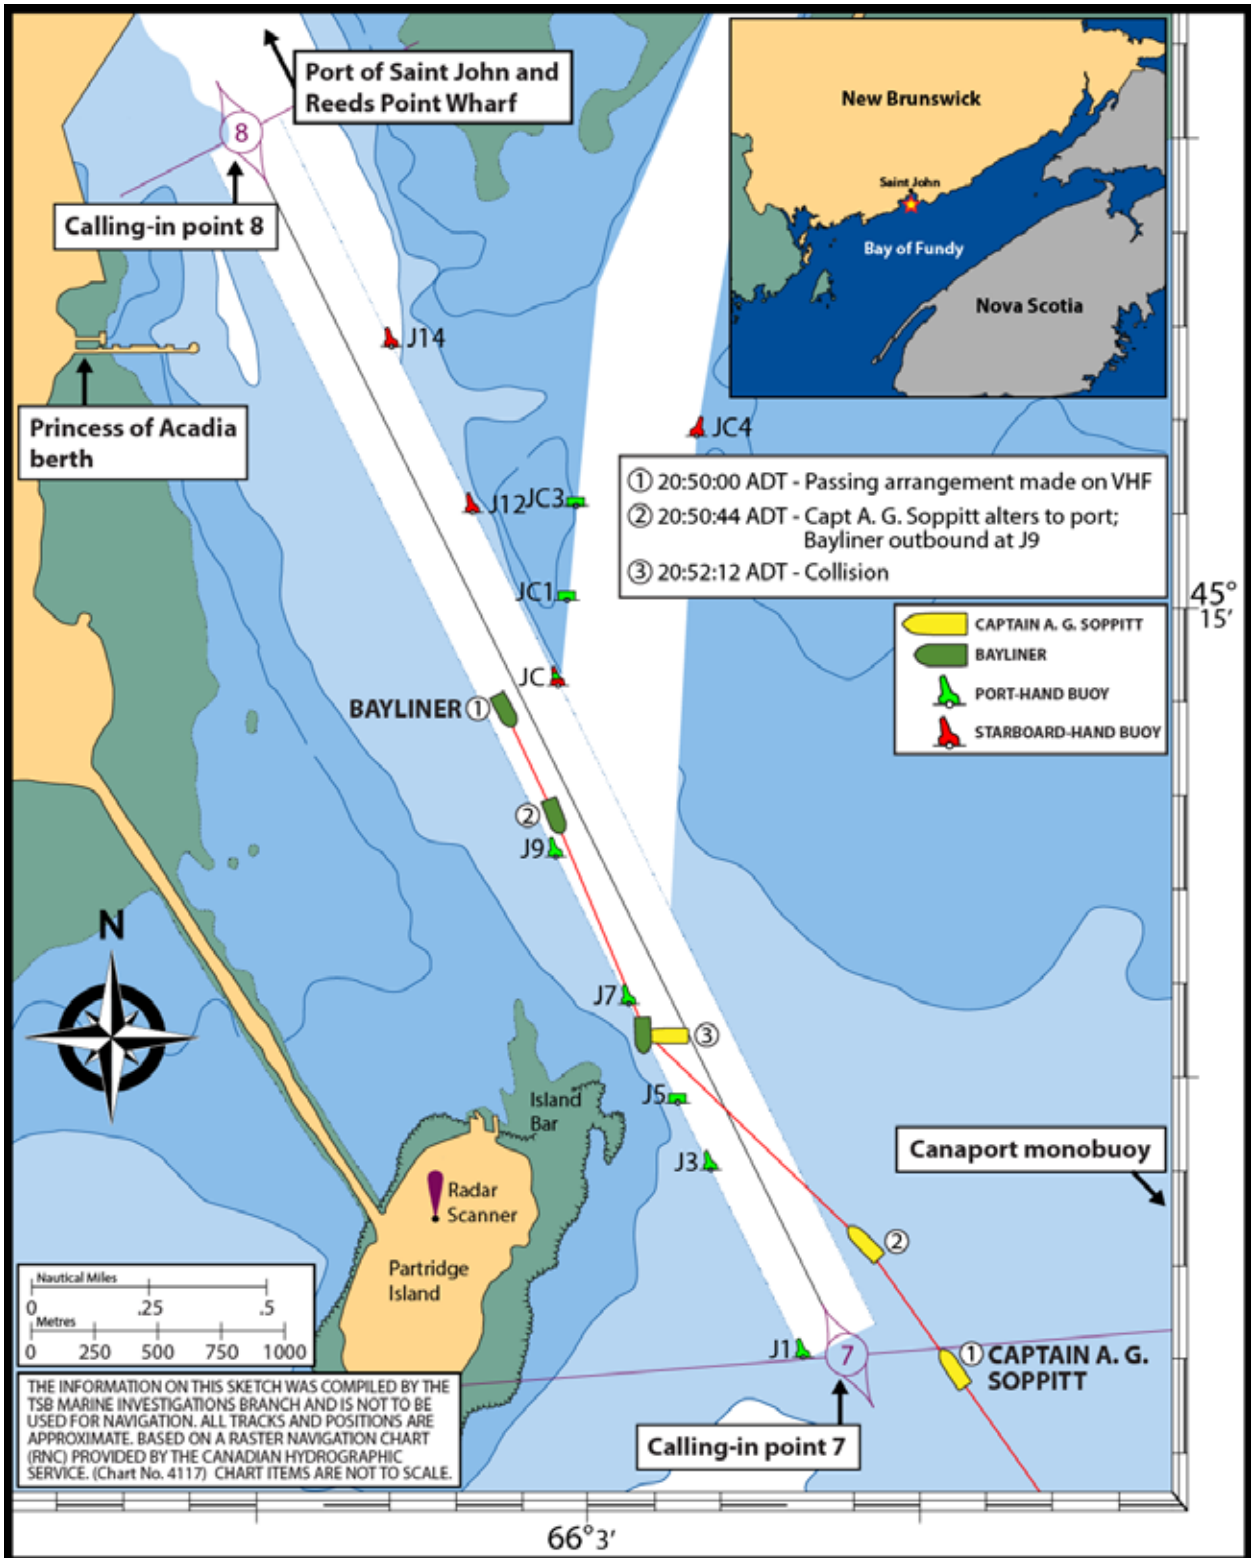 Port of Saint John and
Reeds Point Wharf
8
Calling-in point 8
New Brunswick
Saint John
Bay of Fundy
Nova Scotia
J14
Princess of Acadia
berth
JC4
J12
JC3
① 20:50:00 ADT - Passing arrangement made on VHF
② 20:50:44 ADT - Capt A. G. Soppitt alters to port;
Bayliner outbound at J9
③ 20:52:12 ADT - Collision
JC1
45°
15′
CAPTAIN A. G. SOPPITT
BAYLINER
PORT-HAND BUOY
STARBOARD-HAND BUOY
JC
BAYLINER ①
②
J9
N
J7
③
J5
Island
Bar
J3
Canaport monobuoy
Radar
Scanner
Partridge
Island
②
Nautical Miles
0 .25 .5
Metres
0 250 500 750 1000
J1
7
① CAPTAIN A. G.
SOPPITT
THE INFORMATION ON THIS SKETCH WAS COMPILED BY THE
TSB MARINE INVESTIGATIONS BRANCH AND IS NOT TO BE
USED FOR NAVIGATION. ALL TRACKS AND POSITIONS ARE
APPROXIMATE. BASED ON A RASTER NAVIGATION CHART
(RNC) PROVIDED BY THE CANADIAN HYDROGRAPHIC
SERVICE. (Chart No. 4117) CHART ITEMS ARE NOT TO SCALE.
Calling-in point 7
66°3′